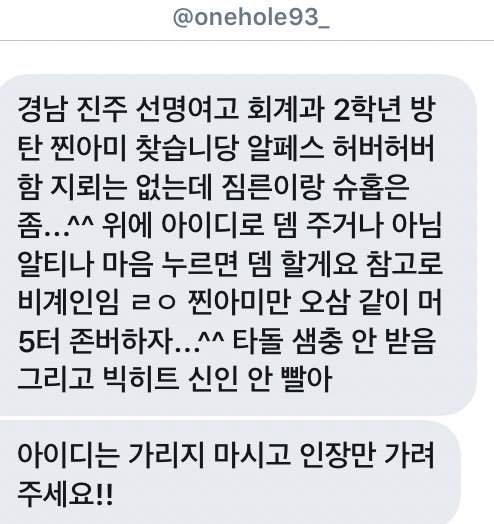 @onehole93_
경남 진주 선명여고 회계과 2학년 방
탄 찐아미 찾습니당 알페스 허버허버
함 지뢰는 없는데 짐른이랑 슈홉은
좀...^^ 위에 아이디로 뎀 주거나 아님
알티나 마음 누르면 뎀 할게요 참고로
비계인임 ㄹㅇ 찐아미만 오삼 같이 머
5터 존버하자...^^ 타돌 샘충 안 받음
그리고 빅히트 신인 안 빨아
아이디는 가리지 마시고 인장만 가려
주세요!!